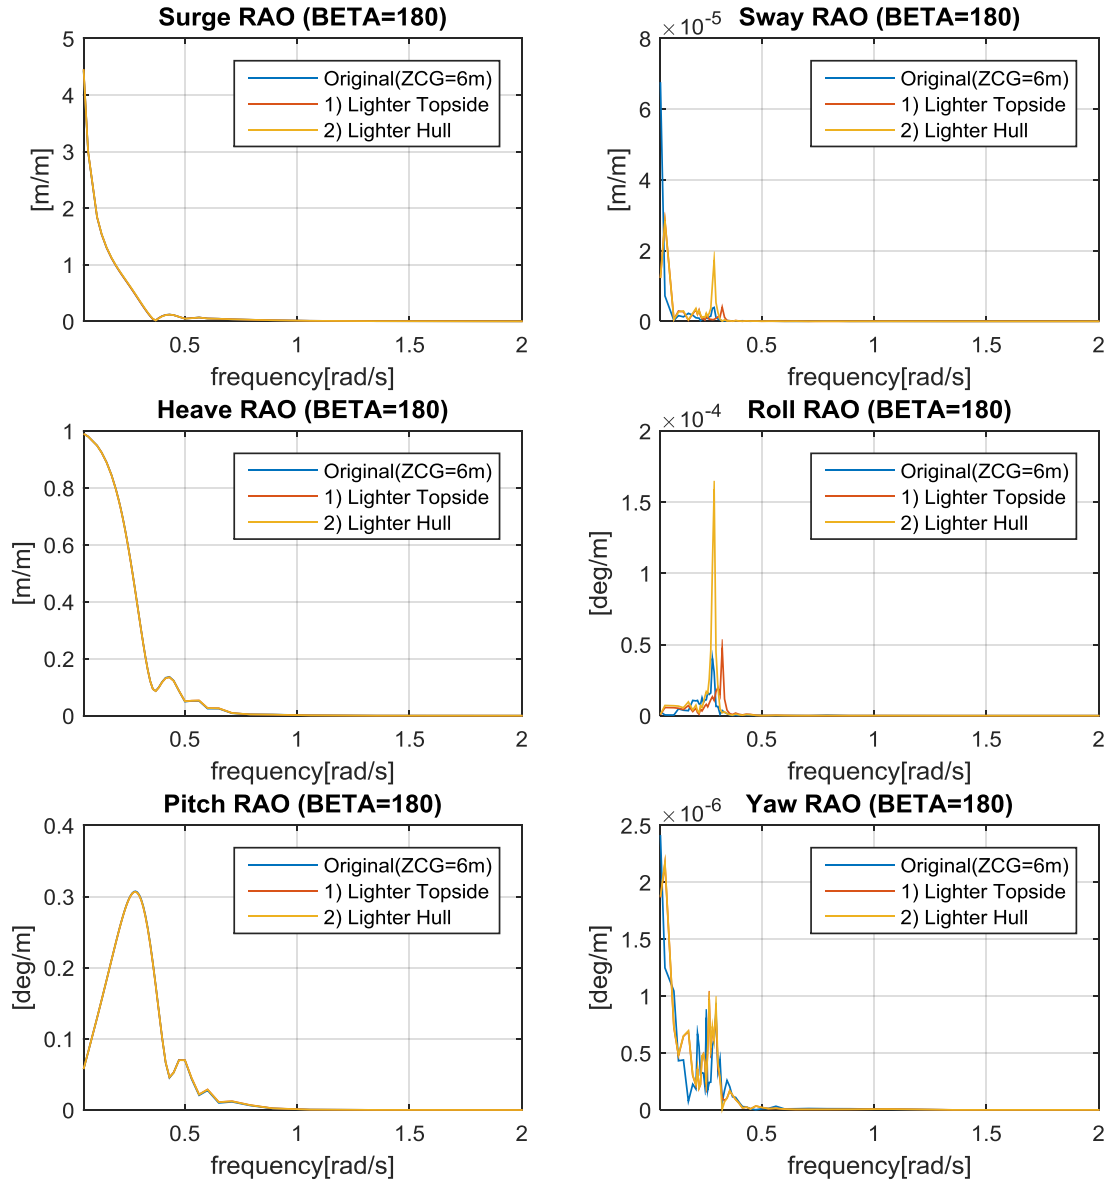 Surge RAO (BETA=180)
5
4
3
2
1
0
[m/m]
Original(ZCG=6m)
1) Lighter Topside
2) Lighter Hull
0.5 1 1.5 2
frequency[rad/s]
Sway RAO (BETA=180)
×10-5
8
6
4
2
0
[m/m]
Original(ZCG=6m)
1) Lighter Topside
2) Lighter Hull
0.5 1 1.5 2
frequency[rad/s]
Heave RAO (BETA=180)
1
0.8
0.6
0.4
0.2
0
[m/m]
Original(ZCG=6m)
1) Lighter Topside
2) Lighter Hull
0.5 1 1.5 2
frequency[rad/s]
Roll RAO (BETA=180)
×10-4
2
1.5
1
0.5
0
[deg/m]
Original(ZCG=6m)
1) Lighter Topside
2) Lighter Hull
0.5 1 1.5 2
frequency[rad/s]
Pitch RAO (BETA=180)
0.4
0.3
0.2
0.1
0
[deg/m]
Original(ZCG=6m)
1) Lighter Topside
2) Lighter Hull
0.5 1 1.5 2
frequency[rad/s]
Yaw RAO (BETA=180)
×10-6
2.5
2
1.5
1
0.5
0
[deg/m]
Original(ZCG=6m)
1) Lighter Topside
2) Lighter Hull
0.5 1 1.5 2
frequency[rad/s]